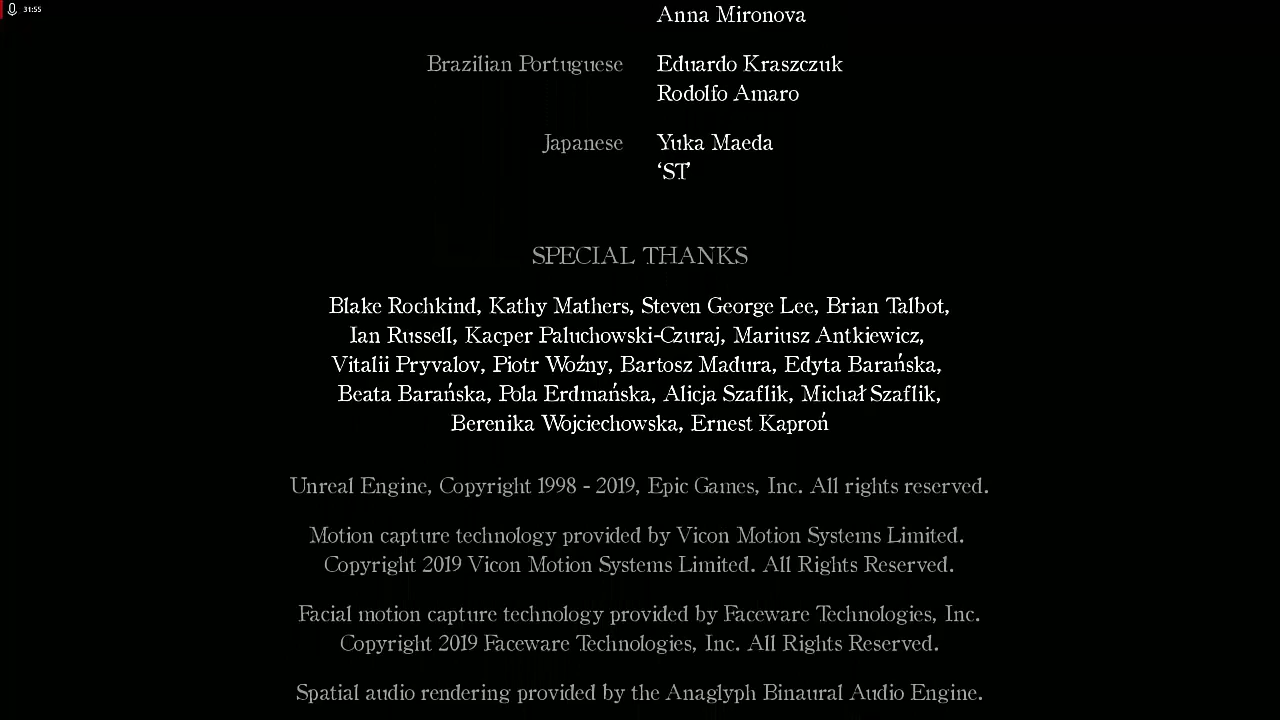 31:55
Anna Mironova
Brazilian Portuguese Eduardo Kraszczuk
Rodolfo Amaro
Japanese Yuka Maeda
‘ST’
SPECIAL THANKS
Blake Rochkind, Kathy Mathers, Steven George Lee, Brian Talbot,
Ian Russell, Kacper Paluchowski-Czuraj, Mariusz Antkiewicz,
Vitalii Pryvalov, Piotr Woźny, Bartosz Madura, Edyta Barańska,
Beata Barańska, Pola Erdmańska, Alicja Szaflik, Michał Szaflik,
Berenika Wojciechowska, Ernest Kaproń
Unreal Engine, Copyright 1998 - 2019, Epic Games, Inc. All rights reserved.
Motion capture technology provided by Vicon Motion Systems Limited.
Copyright 2019 Vicon Motion Systems Limited. All Rights Reserved.
Facial motion capture technology provided by Faceware Technologies, Inc.
Copyright 2019 Faceware Technologies, Inc. All Rights Reserved.
Spatial audio rendering provided by the Anaglyph Binaural Audio Engine.